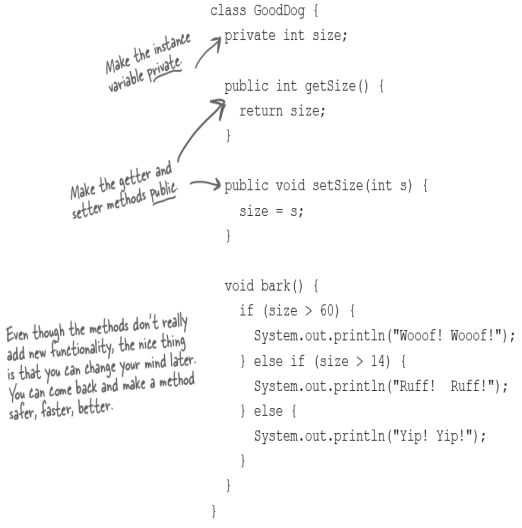 class GoodDog {
private int size;
Make the instance
variable private.
public int getSize() {
return size;
}
Make the getter and
setter methods public.
public void setSize(int s) {
size = s;
}
void bark() {
if (size > 60) {
System.out.println("Wooof! Wooof!");
} else if (size > 14) {
System.out.println("Ruff!  Ruff!");
} else {
System.out.println("Yip! Yip!");
}
}
}
Even though the methods don't really
add new functionality, the nice thing
is that you can change your mind later.
You can come back and make a method
safer, faster, better.